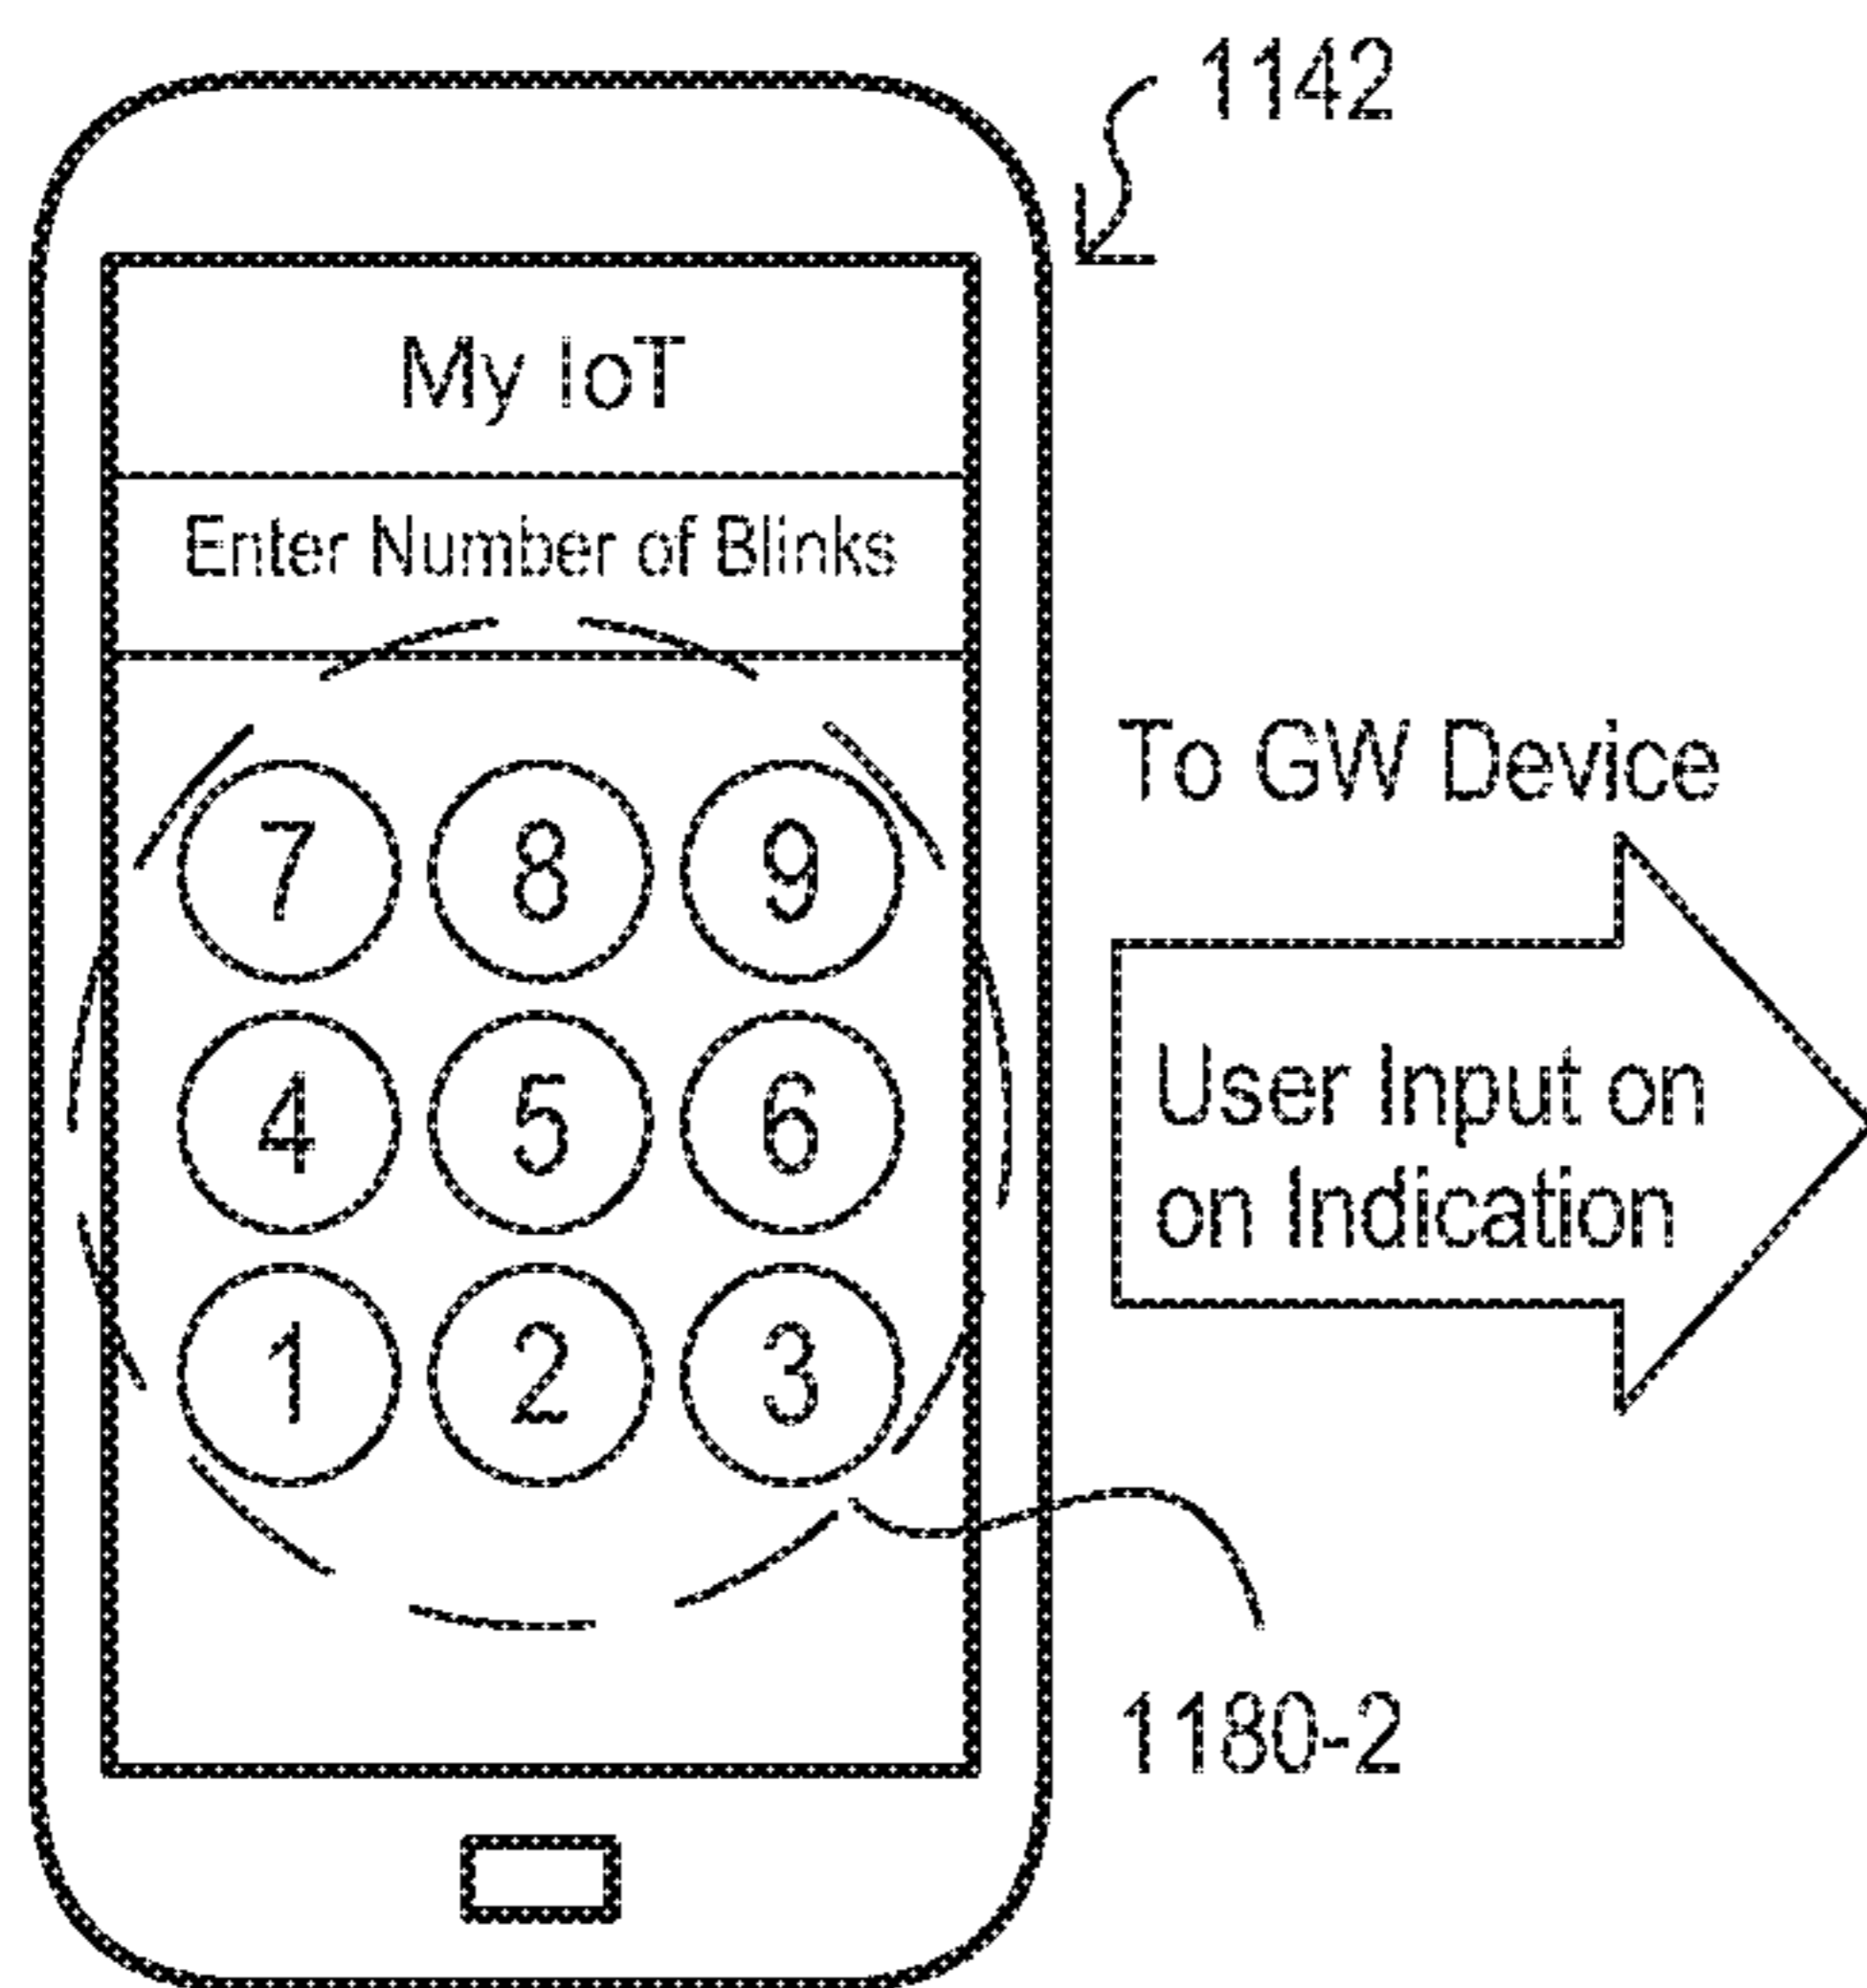 1142
My IoT
Enter Number of Blinks
To GW Device
7 8 9
4 5 6
User Input on
on Indication
1 2 3
1180-2